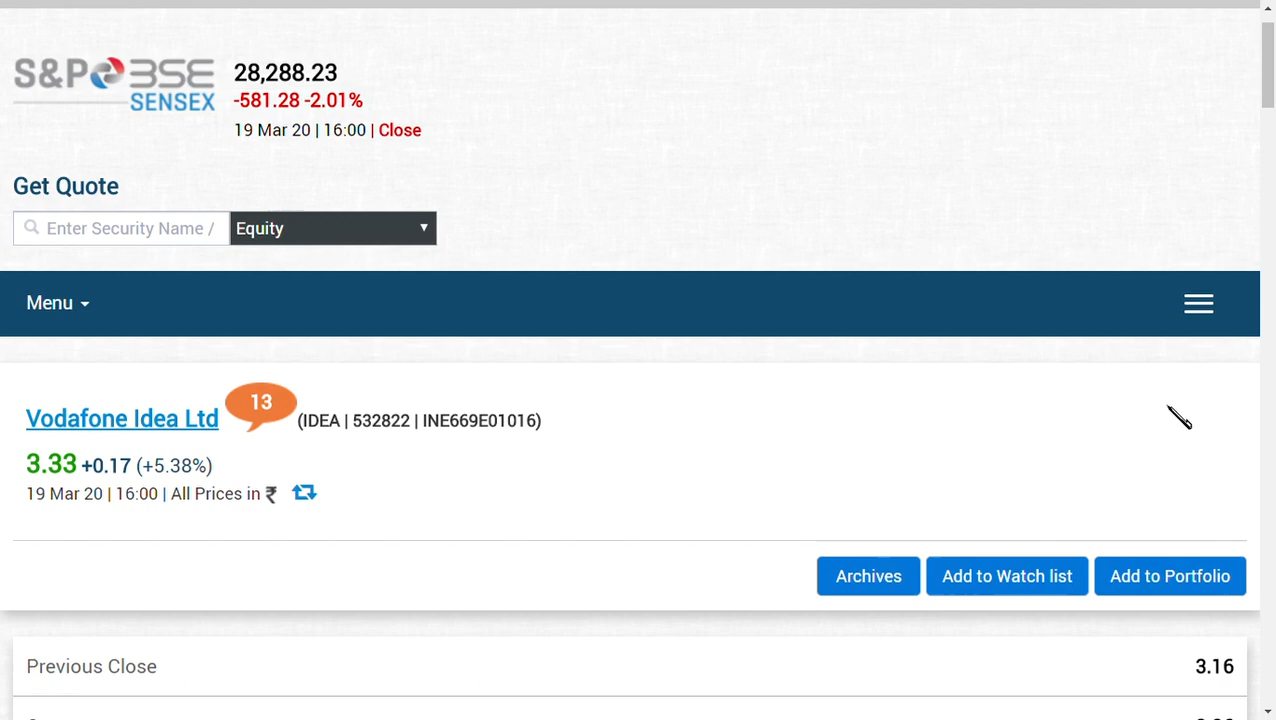 S&P BSE
SENSEX
28,288.23
-581.28 -2.01%
19 Mar 20 | 16:00 | Close
Get Quote
Enter Security Name /
Equity
Menu
Vodafone Idea Ltd
13
(IDEA | 532822 | INE669E01016)
3.33 +0.17 (+5.38%)
19 Mar 20 | 16:00 | All Prices in ₹
Archives
Add to Watch list
Add to Portfolio
Previous Close
3.16